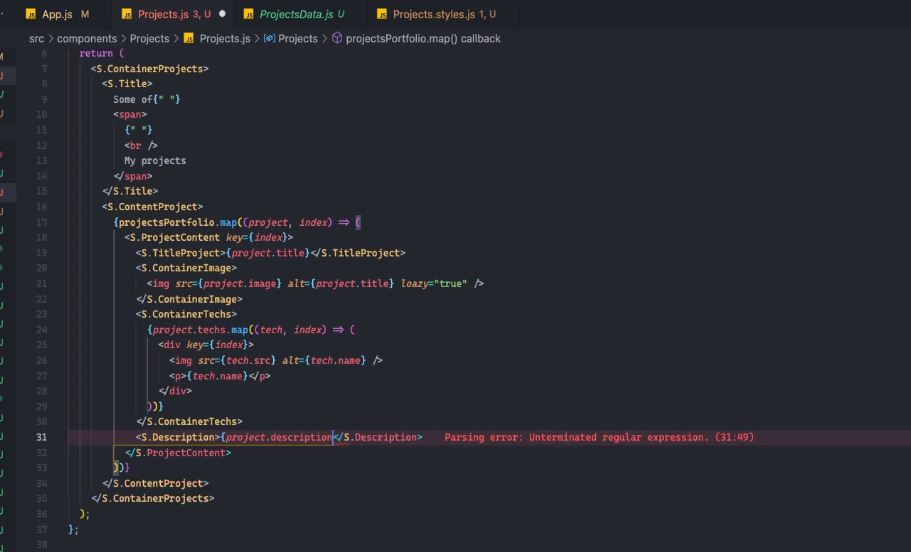 App.js M Projects.js 3, U ProjectsData.js U Projects.styles.js 1, U
src > components > Projects > Projects.js > Projects > projectsPortfolio.map() callback
6 return (
7 <S.ContainerProjects>
8 <S.Title>
9 Some of{" "}
10 <span>
11 {" "}
12 <br />
13 My projects
14 </span>
15 </S.Title>
16 <S.ContentProject>
17 {projectsPortfolio.map((project, index) => (
18 <S.ProjectContent key={index}>
19 <S.TitleProject>{project.title}</S.TitleProject>
20 <S.ContainerImage>
21 <img src={project.image} alt={project.title} loazy="true" />
22 </S.ContainerImage>
23 <S.ContainerTechs>
24 {project.techs.map((tech, index) => (
25 <div key={index}>
26 <img src={tech.src} alt={tech.name} />
27 <p>{tech.name}</p>
28 </div>
29 ))}
30 </S.ContainerTechs>
31 <S.Description>{project.description</S.Description> Parsing error: Unterminated regular expression. (31:49)
32 </S.ProjectContent>
33 ))}
34 </S.ContentProject>
35 </S.ContainerProjects>
36 );
37 };
38